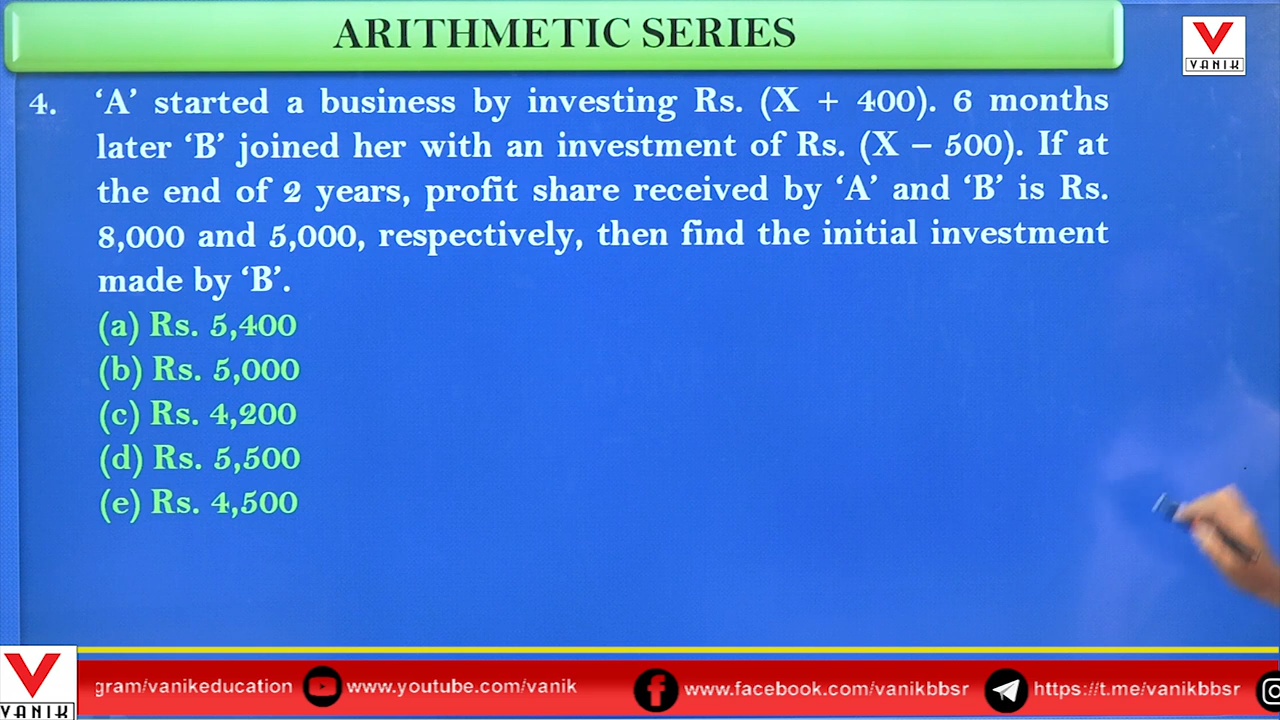 ARITHMETIC SERIES
VANIK
4. ‘A’ started a business by investing Rs. (X + 400). 6 months
later ‘B’ joined her with an investment of Rs. (X – 500). If at
the end of 2 years, profit share received by ‘A’ and ‘B’ is Rs.
8,000 and 5,000, respectively, then find the initial investment
made by ‘B’.
(a) Rs. 5,400
(b) Rs. 5,000
(c) Rs. 4,200
(d) Rs. 5,500
(e) Rs. 4,500
VANIK
gram/vanikeducation www.youtube.com/vanik www.facebook.com/vanikbbsr https://t.me/vanikbbsr